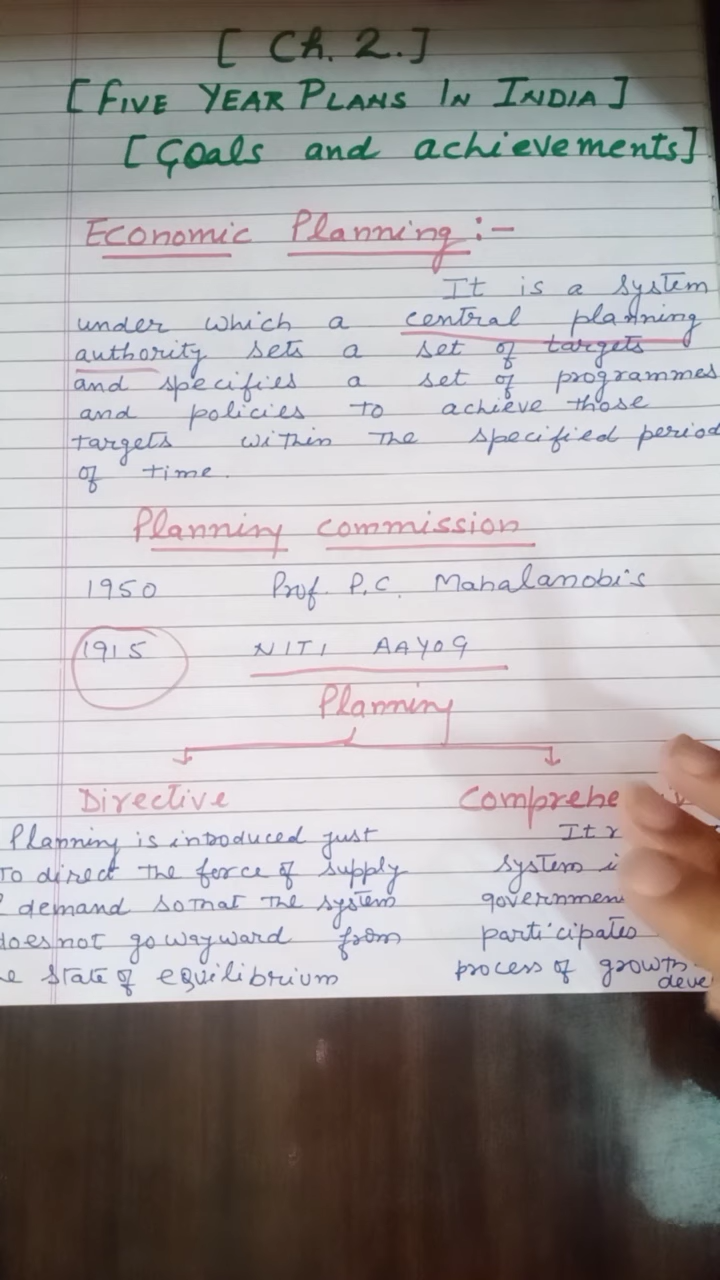 [ Ch. 2. ]
[ FIVE YEAR PLANS IN INDIA ]
[ Goals and achievements ]
Economic Planning :-
It is a system
under which a central planning
authority sets a set of targets
and specifies a set of programmes
and policies to achieve those
targets within the specified period
of time.
Planning commission
1950 Prof. P.C. Mahalanobis
1915 NITI AAYOG
Planning
Directive Comprehe
Planning is introduced just
to direct the force of supply
demand so that the system
does not go wayward from
state of equilibrium
It
system
government
participates
process of growth
deve